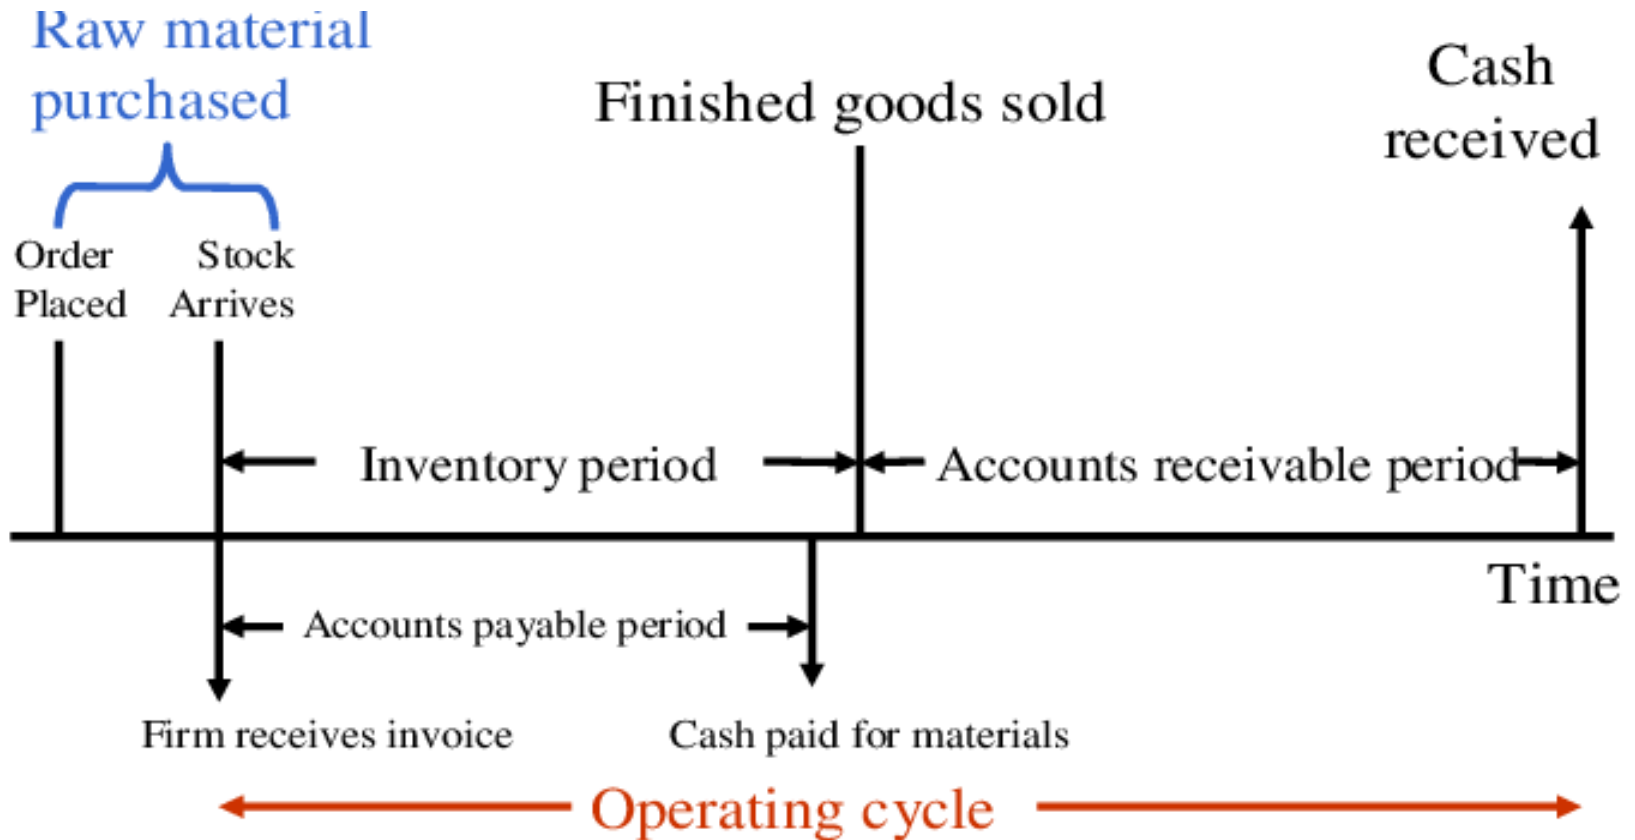 Raw material
purchased
Finished goods sold
Cash
received
Order
Placed
Stock
Arrives
Inventory period
Accounts receivable period
Time
Accounts payable period
Firm receives invoice
Cash paid for materials
Operating cycle